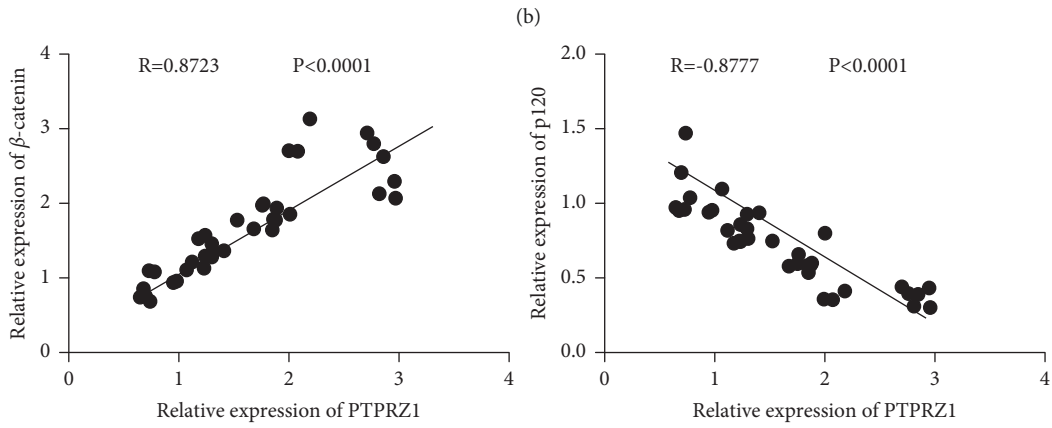 (b)
R=0.8723 P<0.0001
Relative expression of β-catenin
4
3
2
1
0
0 1 2 3 4
Relative expression of PTPRZ1
R=-0.8777 P<0.0001
Relative expression of p120
2.0
1.5
1.0
0.5
0.0
0 1 2 3 4
Relative expression of PTPRZ1